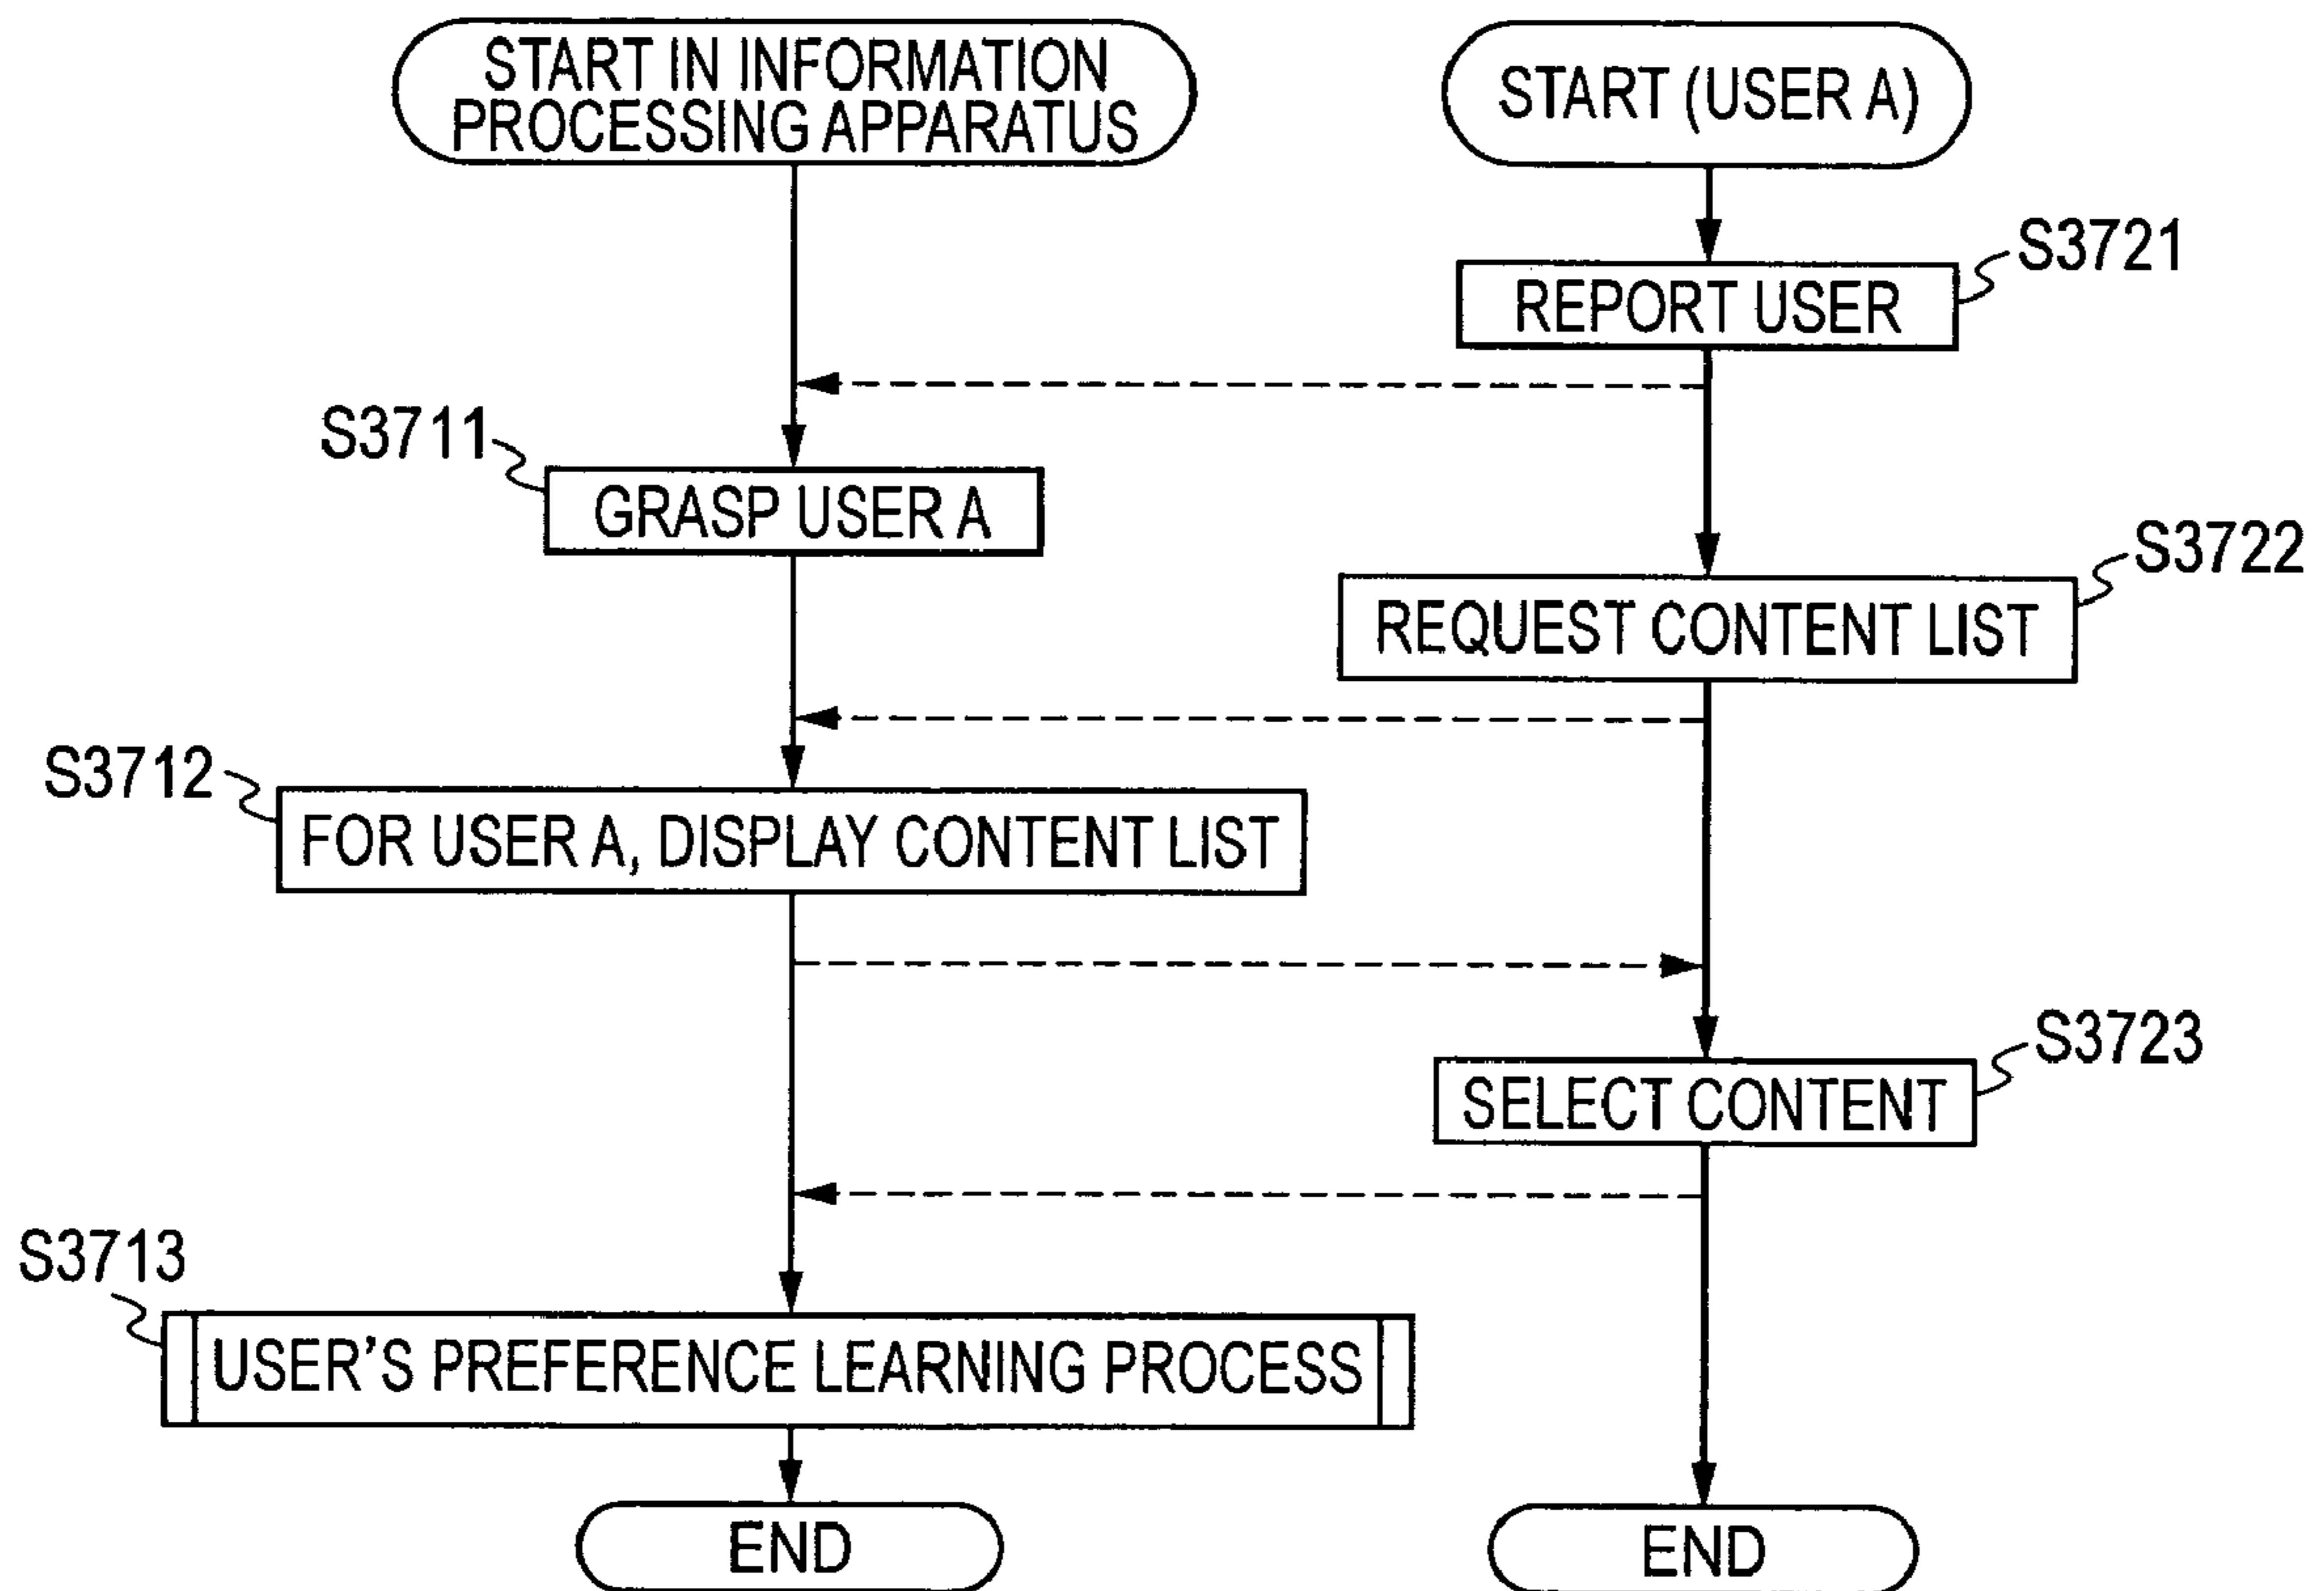 START IN INFORMATION
PROCESSING APPARATUS
START (USER A)
S3721
REPORT USER
S3711
GRASP USER A
S3722
REQUEST CONTENT LIST
S3712
FOR USER A, DISPLAY CONTENT LIST
S3723
SELECT CONTENT
S3713
USER'S PREFERENCE LEARNING PROCESS
END
END